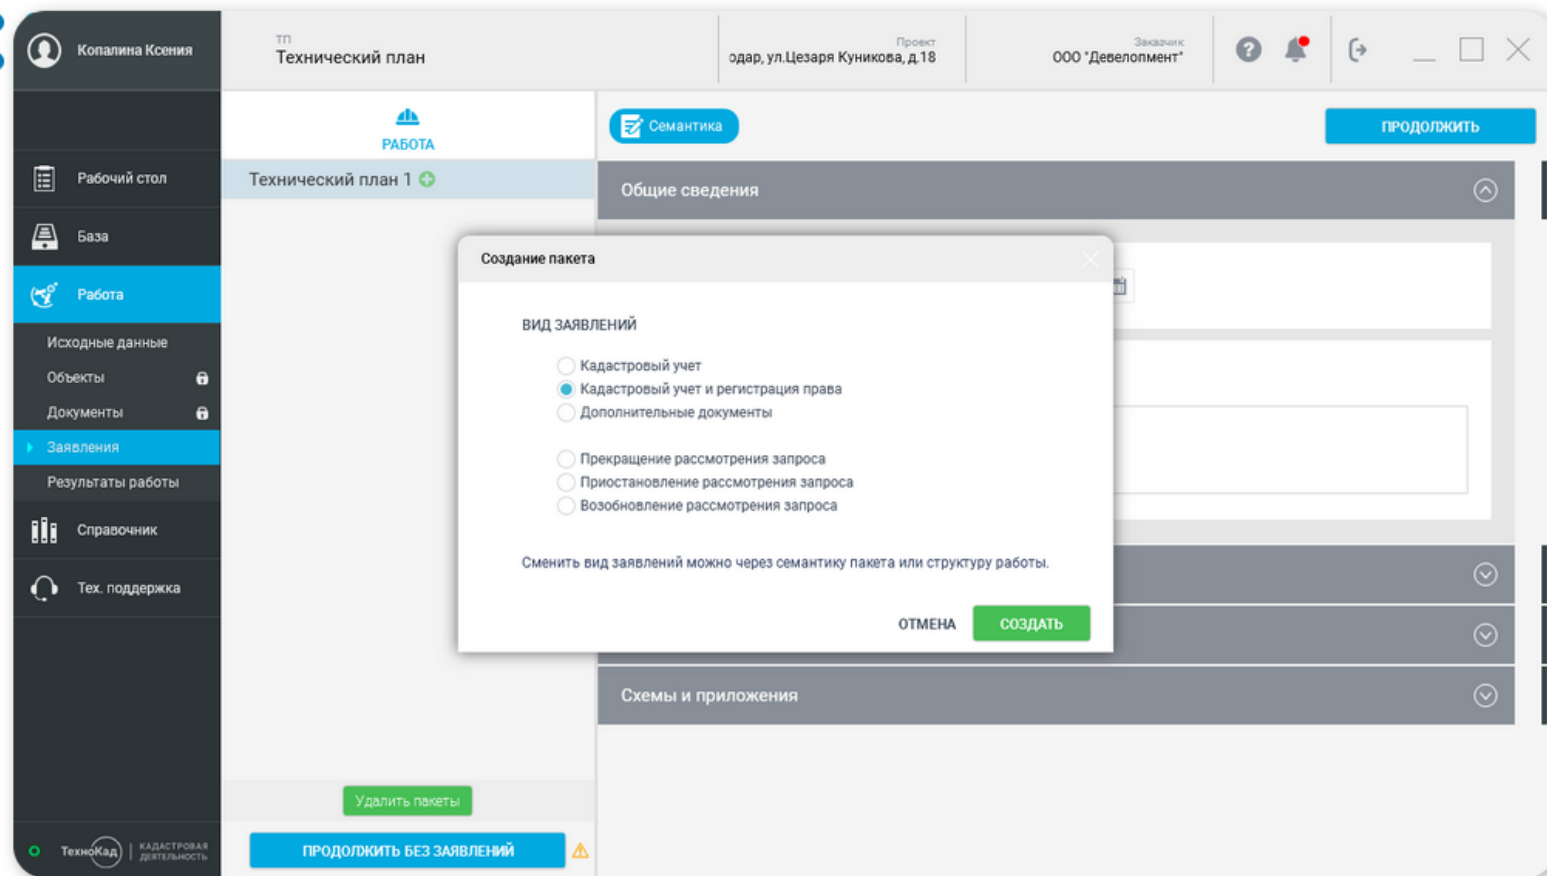 Копалина Ксения
ТП
Технический план
Проект
одар, ул.Цезаря Куникова, д.18
Заказчик
ООО "Девелопмент"
РАБОТА
Семантика
ПРОДОЛЖИТЬ
Рабочий стол
Технический план 1
Общие сведения
База
Создание пакета
Работа
ВИД ЗАЯВЛЕНИЙ
Исходные данные
Кадастровый учет
Объекты
Кадастровый учет и регистрация права
Документы
Дополнительные документы
Заявления
Прекращение рассмотрения запроса
Результаты работы
Приостановление рассмотрения запроса
Возобновление рассмотрения запроса
Справочник
Сменить вид заявлений можно через семантику пакета или структуру работы.
Тех. поддержка
ОТМЕНА
СОЗДАТЬ
Схемы и приложения
Удалить пакеты
ТехноКад
КАДАСТРОВАЯ
ДЕЯТЕЛЬНОСТЬ
ПРОДОЛЖИТЬ БЕЗ ЗАЯВЛЕНИЙ